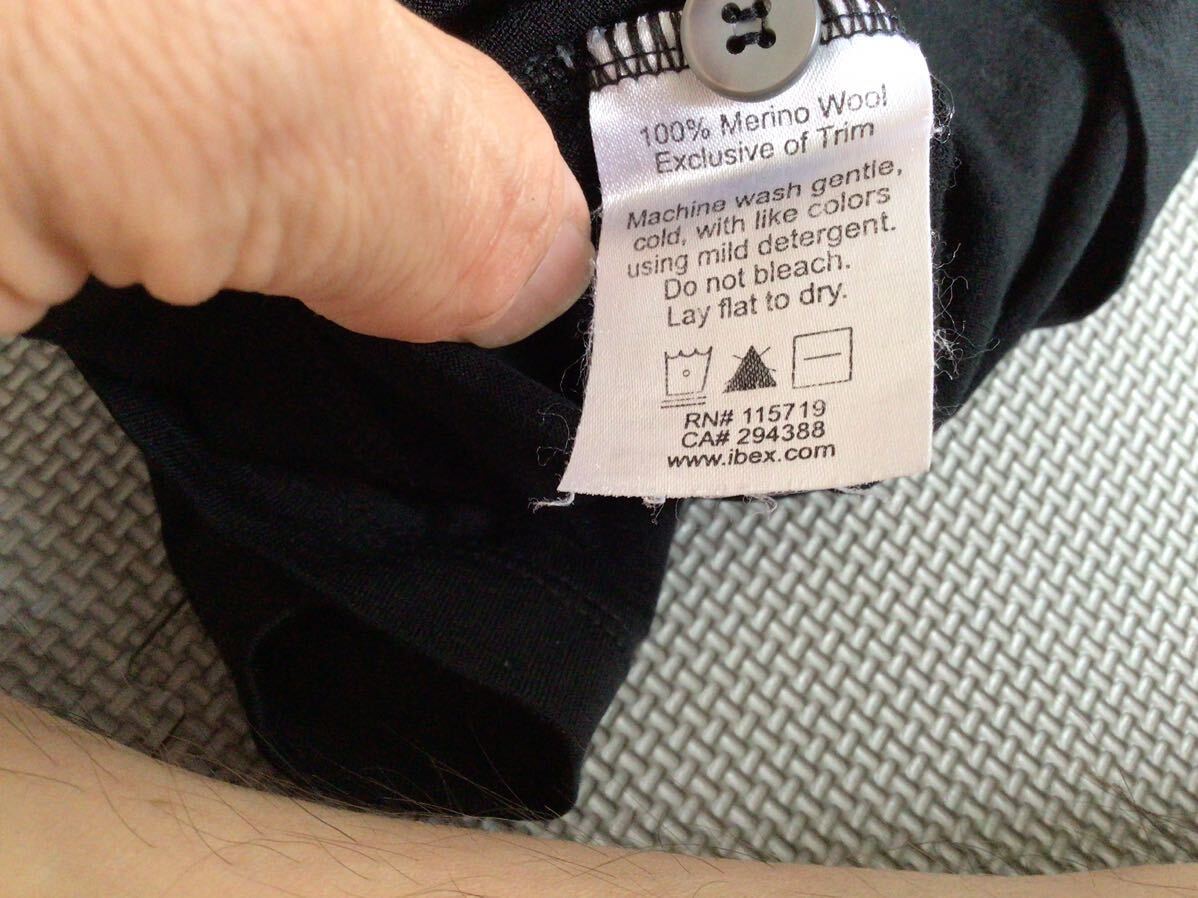 100% Merino Wool
Exclusive of Trim
Machine wash gentle,
cold, with like colors
using mild detergent.
Do not bleach.
Lay flat to dry.
RN# 115719
CA# 294388
www.ibex.com